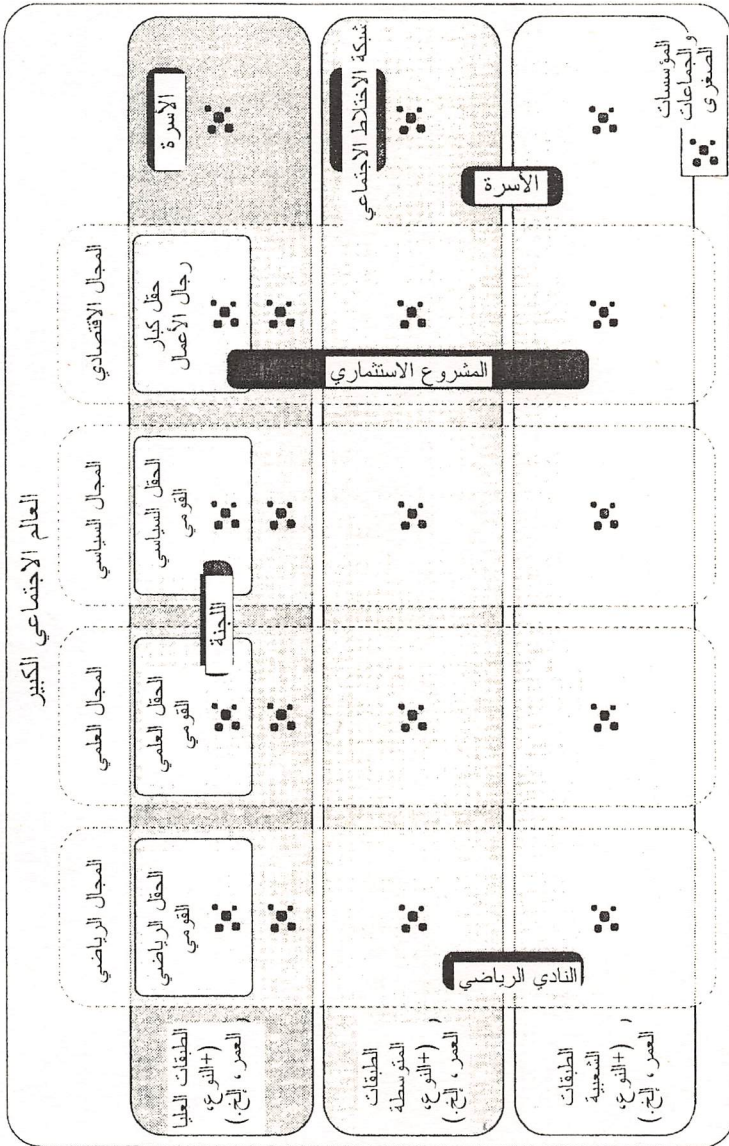 العالم الاجتماعي الكبير
المجال الاقتصادي
المجال السياسي
المجال العلمي
المجال الرياضي
الأسرة
حقل كبار
رجال الأعمال
الحقل السياسي
القومي
الحقل العلمي
القومي
الحقل الرياضي
القومي
الطبقات العليا
(+النوع،
العمر، إلخ.)
اللجنة
شبكة الاختلاط الاجتماعي
المشروع الاستثماري
الطبقات
المتوسطة
(+النوع،
العمر، إلخ.)
الأسرة
النادي الرياضي
الطبقات
الشعبية
(+النوع،
العمر، إلخ.)
المؤسسات
و الجماعات
الصغرى